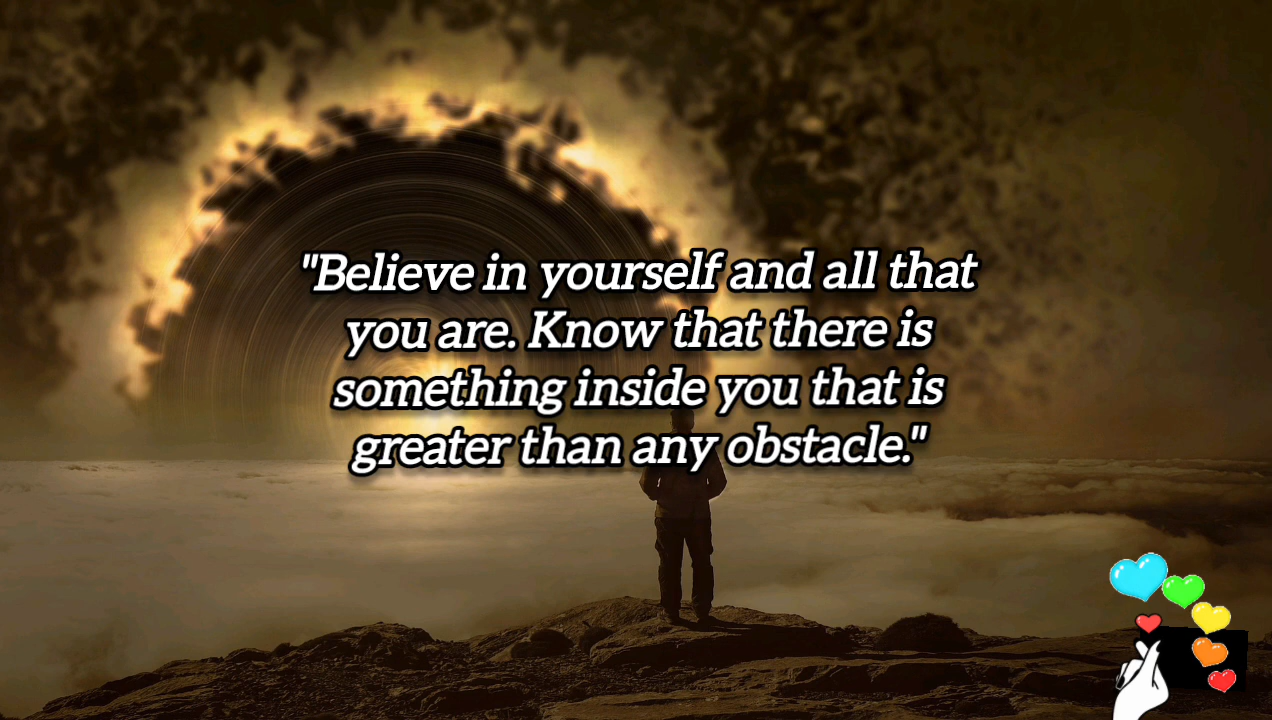 "Believe in yourself and all that
you are. Know that there is
something inside you that is
greater than any obstacle."